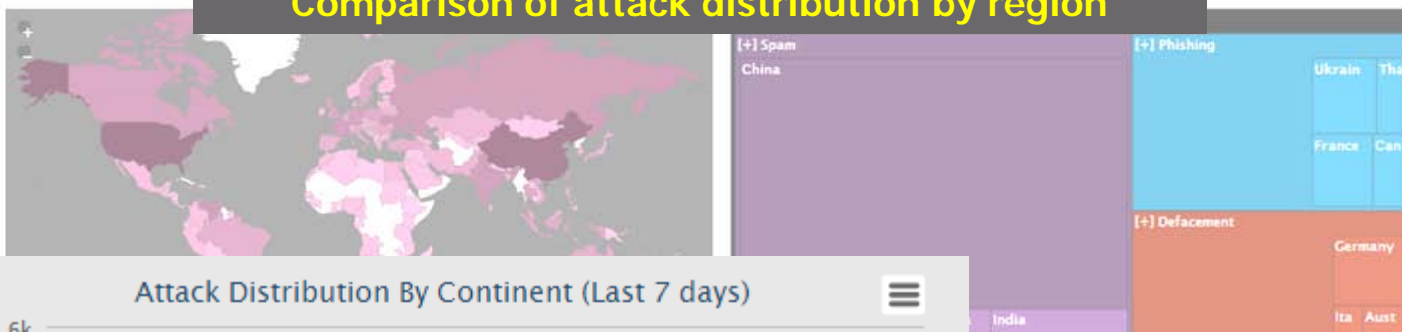 Comparison of attack distribution by region
+
−
[+] Spam
China
[+] Phishing
Ukrain
France
[+] Defacement
Germany
Ita Aust
India
Attack Distribution By Continent (Last 7 days)
6k